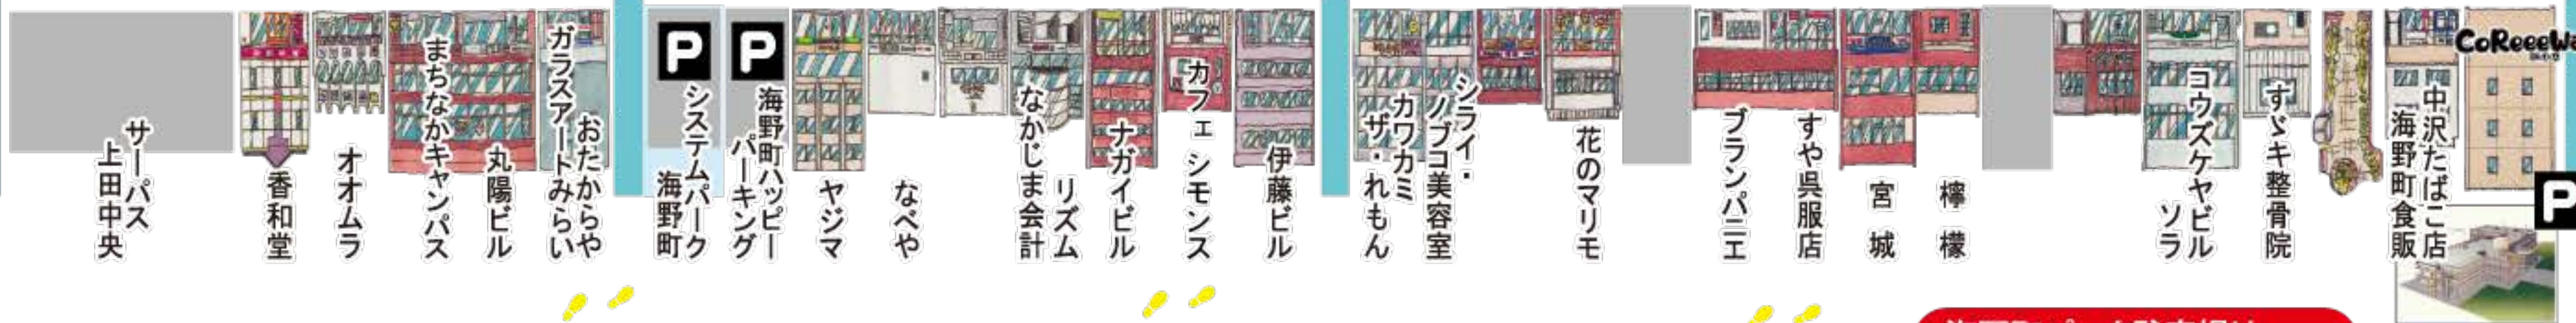 サーパス
上田中央
香和堂
オオムラ
まちなかキャンパス
丸陽ビル
おたからや
ガラスアートみらい
P
システムパーク
海野町
P
海野町ハッピー
パーキング
ヤジマ
なべや
リズム
なかじま会計
ナガイビル
カフェ シモンス
伊藤ビル
シライ・
ノブコ美容室
カワカミ
ザ・れもん
花のマリモ
ブランパニエ
すや呉服店
宮城
檸檬
コウズケヤビル
ソラ
すゞキ整骨院
中沢たばこ店
海野町食販
CoReeeWa
P